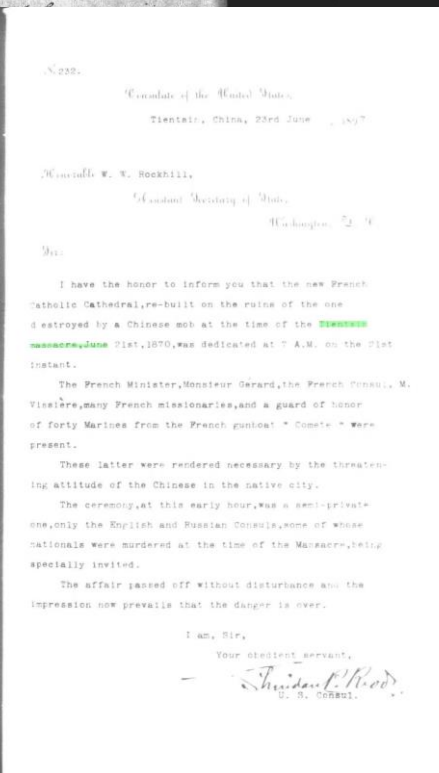 No. 232.
Consulate of the United States,
Tientsin, China, 23rd June, 1897
Honorable W. W. Rockhill,
Assistant Secretary of State,
Washington, D. C.
Sir:
I have the honor to inform you that the new French
Catholic Cathedral,re-built on the ruins of the one
destroyed by a Chinese mob at the time of the Tientsin
massacre,June 21st,1870,was dedicated at 7 A.M. on the 21st
instant.
The French Minister,Monsieur Gerard,the French Consul, M.
Vissière,many French missionaries,and a guard of honor
of forty Marines from the French gunboat " Comete " were
present.
These latter were rendered necessary by the threaten-
ing attitude of the Chinese in the native city.
The ceremony,at this early hour,was a semi-private
one,only the English and Russian Consuls,some of whose
nationals were murdered at the time of the Massacre,being
specially invited.
The affair passed off without disturbance and the
impression now prevails that the danger is over.
I am, Sir,
Your obedient servant,
Sheridan P. Read
U. S. Consul.